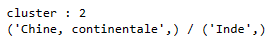 cluster : 2
('Chine, continentale',) / ('Inde',)